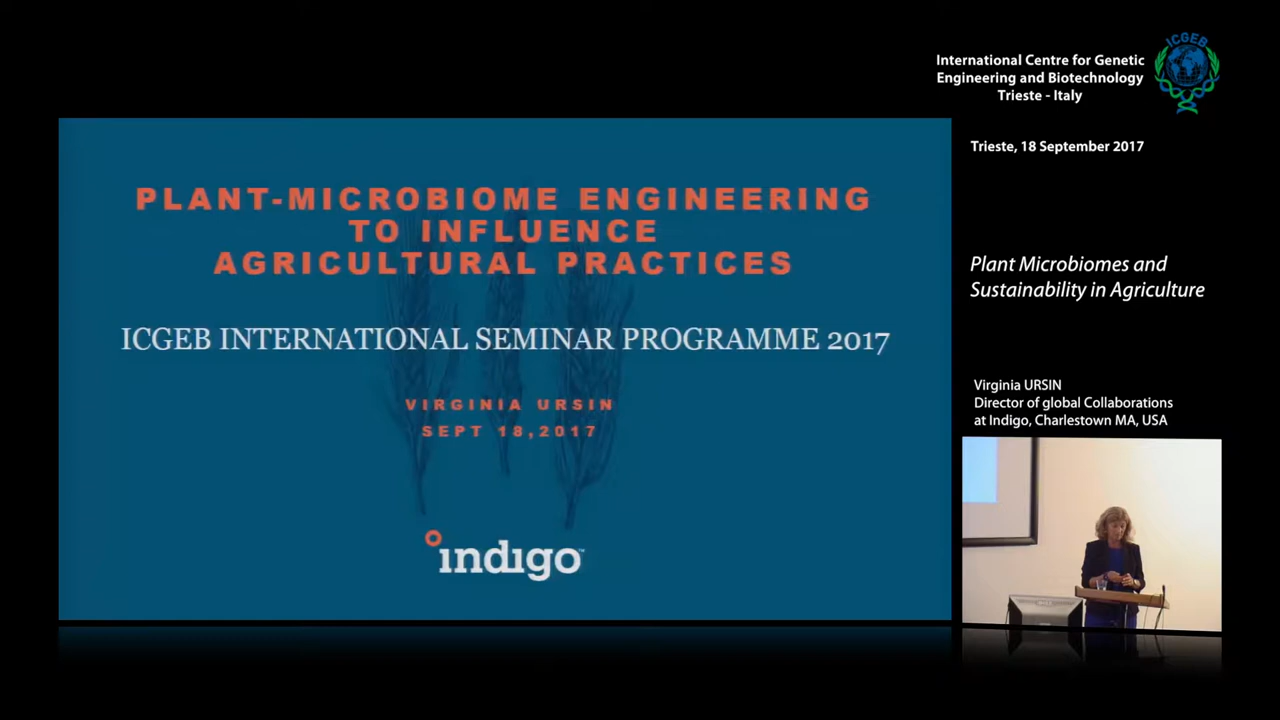 International Centre for Genetic
Engineering and Biotechnology
Trieste - Italy
ICGEB
Trieste, 18 September 2017
PLANT-MICROBIOME ENGINEERING
TO INFLUENCE
AGRICULTURAL PRACTICES
ICGEB INTERNATIONAL SEMINAR PROGRAMME 2017
VIRGINIA URSIN
SEPT 18,2017
indigo™
Plant Microbiomes and
Sustainability in Agriculture
Virginia URSIN
Director of global Collaborations
at Indigo, Charlestown MA, USA